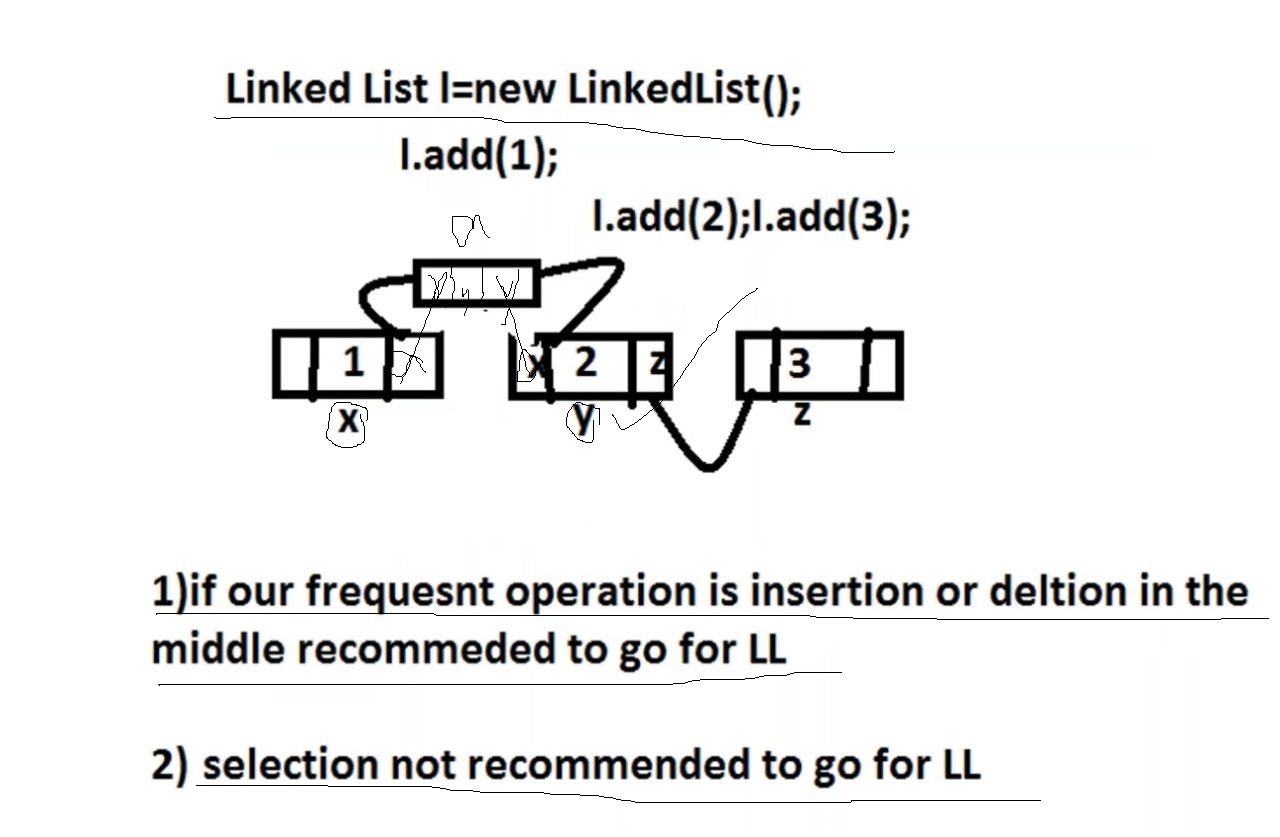 Linked List l=new LinkedList();
l.add(1);
l.add(2);l.add(3);
1 x 2 z 3
x y z
1)if our frequesnt operation is insertion or deltion in the
middle recommeded to go for LL
2) selection not recommended to go for LL